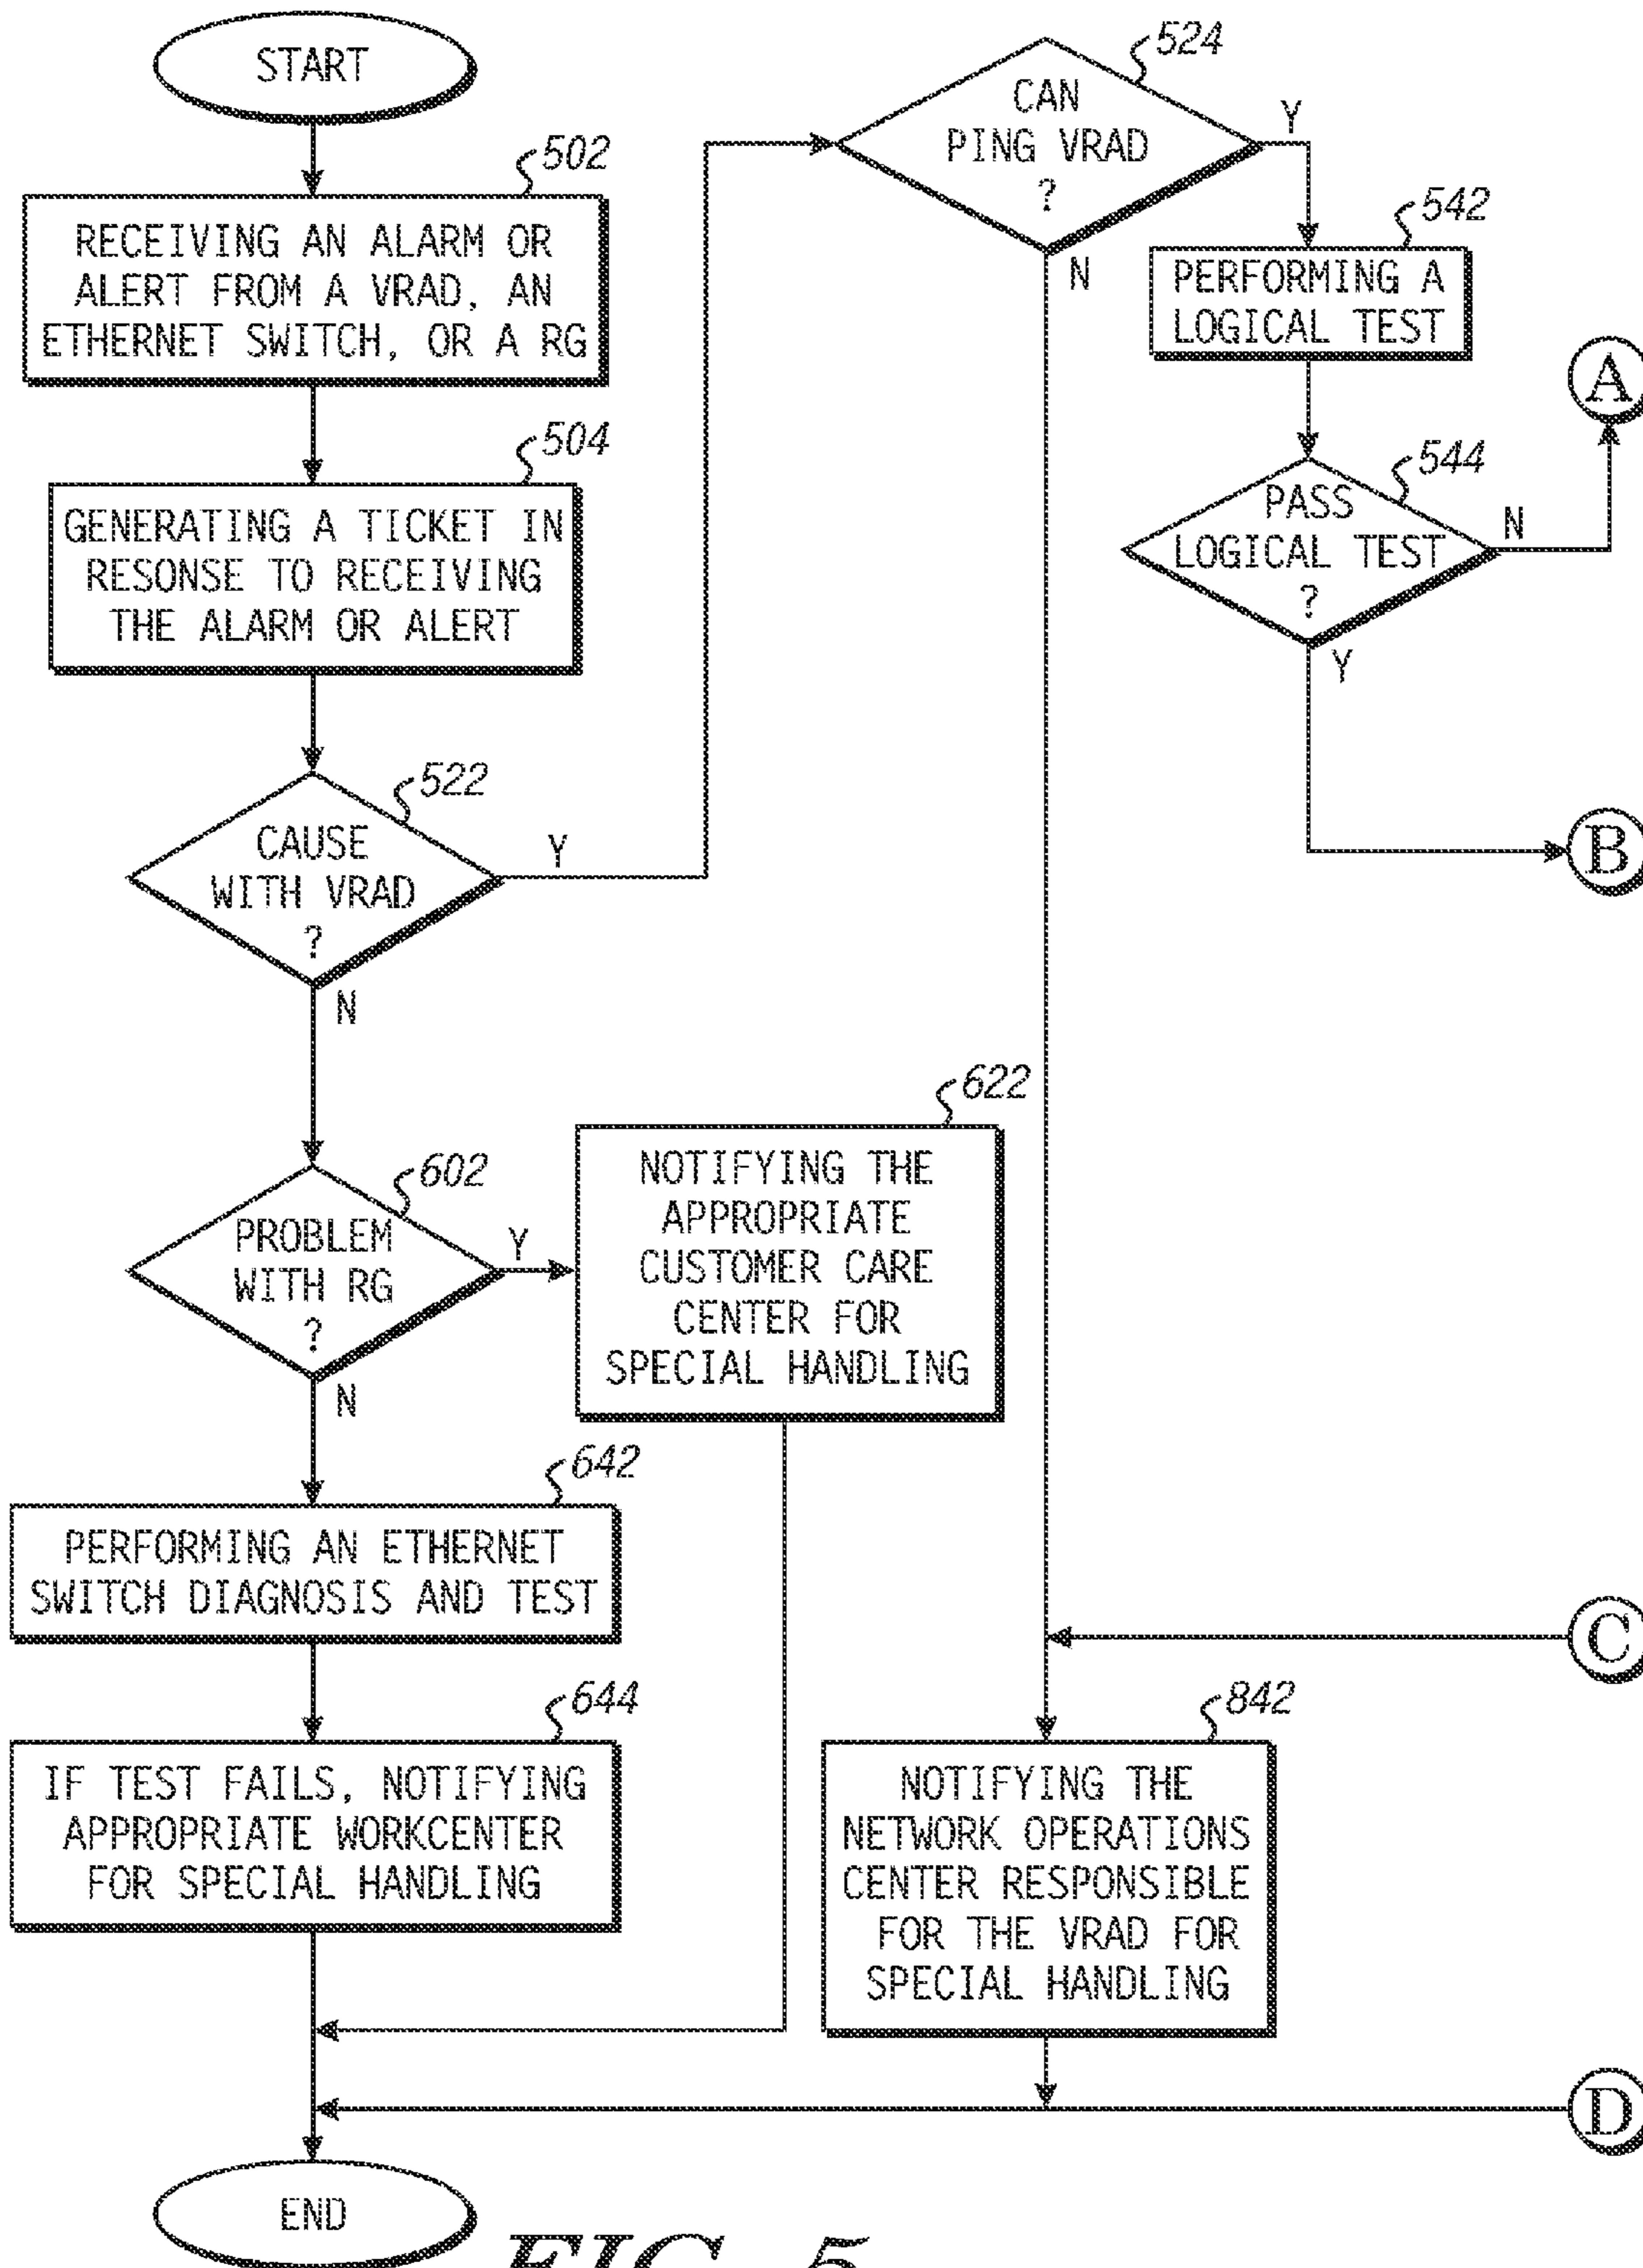 START
502
RECEIVING AN ALARM OR
ALERT FROM A VRAD, AN
ETHERNET SWITCH, OR A RG
504
GENERATING A TICKET IN
RESONSE TO RECEIVING
THE ALARM OR ALERT
522
CAUSE
WITH VRAD
?
Y
N
602
PROBLEM
WITH RG
?
Y
N
622
NOTIFYING THE
APPROPRIATE
CUSTOMER CARE
CENTER FOR
SPECIAL HANDLING
642
PERFORMING AN ETHERNET
SWITCH DIAGNOSIS AND TEST
644
IF TEST FAILS, NOTIFYING
APPROPRIATE WORKCENTER
FOR SPECIAL HANDLING
END
524
CAN
PING VRAD
?
Y
N
542
PERFORMING A
LOGICAL TEST
544
PASS
LOGICAL TEST
?
N
Y
A
B
C
842
NOTIFYING THE
NETWORK OPERATIONS
CENTER RESPONSIBLE
FOR THE VRAD FOR
SPECIAL HANDLING
D
FIG. 5